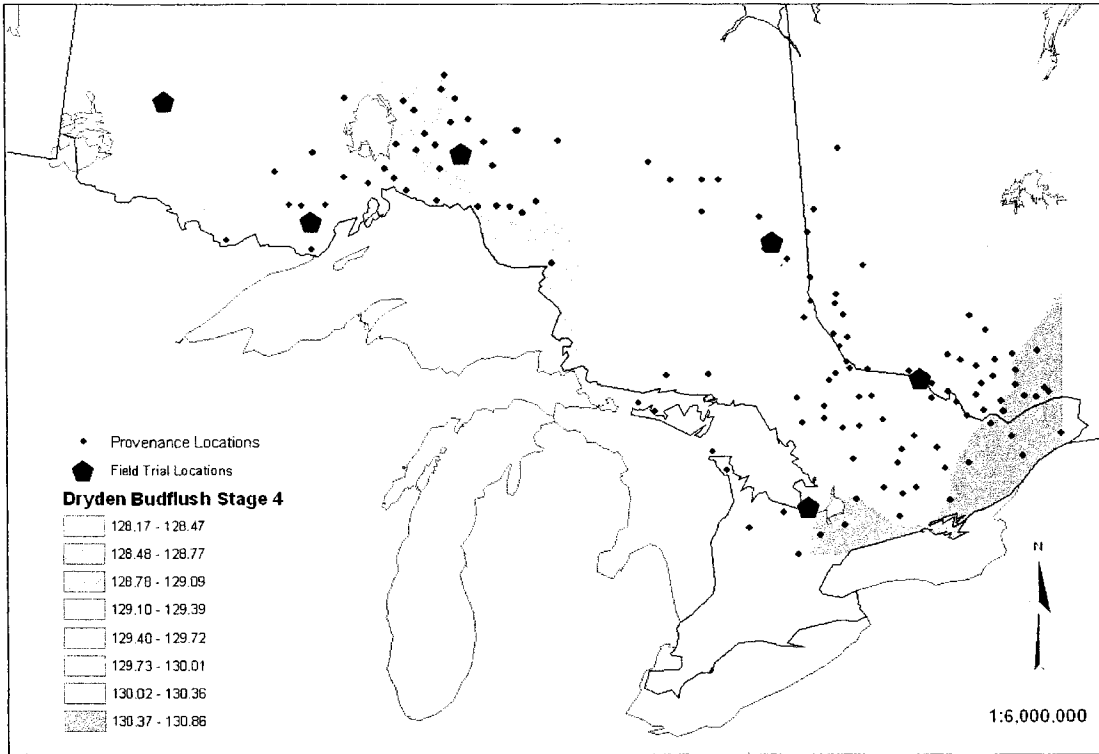 Provenance Locations
Field Trial Locations
Dryden Budflush Stage 4
128.17 - 128.47
128.48 - 128.77
128.78 - 129.09
129.10 - 129.39
129.40 - 129.72
129.73 - 130.01
130.02 - 130.36
130.37 - 130.86
N
1:6,000,000